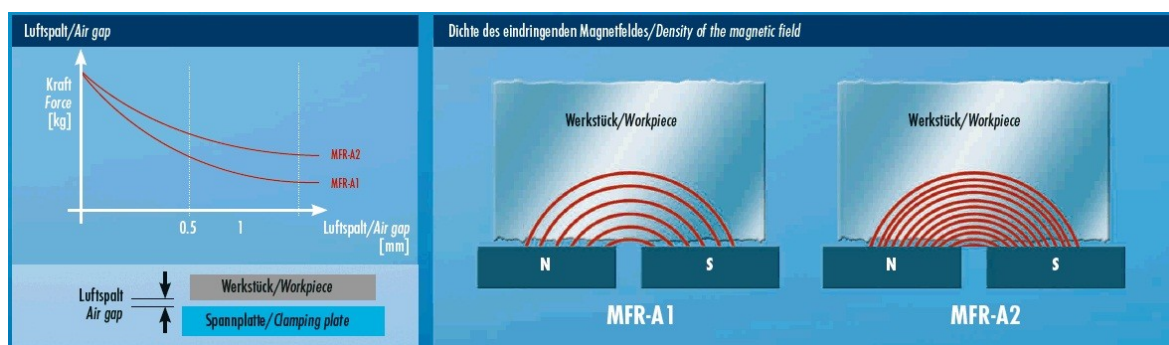 Luftspalt/Air gap
Kraft
Force
[kg]
MFR-A2
MFR-A1
0.5
1
Luftspalt/Air gap
[mm]
Luftspalt
Air gap
Werkstück/Workpiece
Spannplatte/Clamping plate
Dichte des eindringenden Magnetfeldes/Density of the magnetic field
Werkstück/Workpiece
N
S
MFR-A1
Werkstück/Workpiece
N
S
MFR-A2